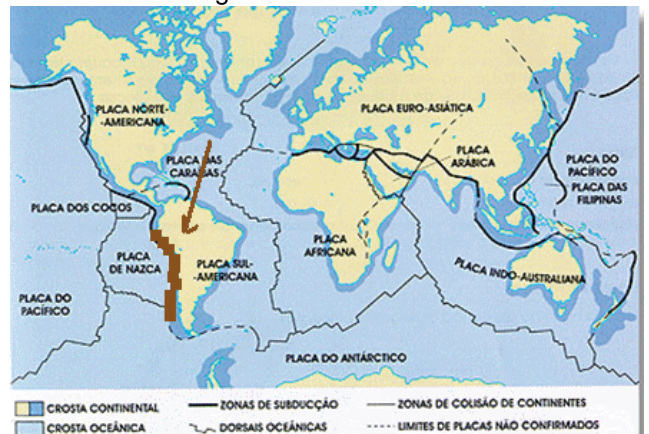 PLACA NORTE-
-AMERICANA
PLACA EURO-ASIÁTICA
PLACA DAS
CARAÍBAS
PLACA
ARÁBICA
PLACA DO
PACÍFICO
PLACA DAS
FILIPINAS
PLACA DOS COCOS
PLACA
DE NAZCA
PLACA SUL-
-AMERICANA
PLACA
AFRICANA
PLACA INDO-AUSTRALIANA
PLACA DO
PACÍFICO
PLACA DO ANTÁRCTICO
CROSTA CONTINENTAL
ZONAS DE SUBDUCÇÃO
ZONAS DE COLISÃO DE CONTINENTES
CROSTA OCEÂNICA
DORSAIS OCEÂNICAS
LIMITES DE PLACAS NÃO CONFIRMADOS